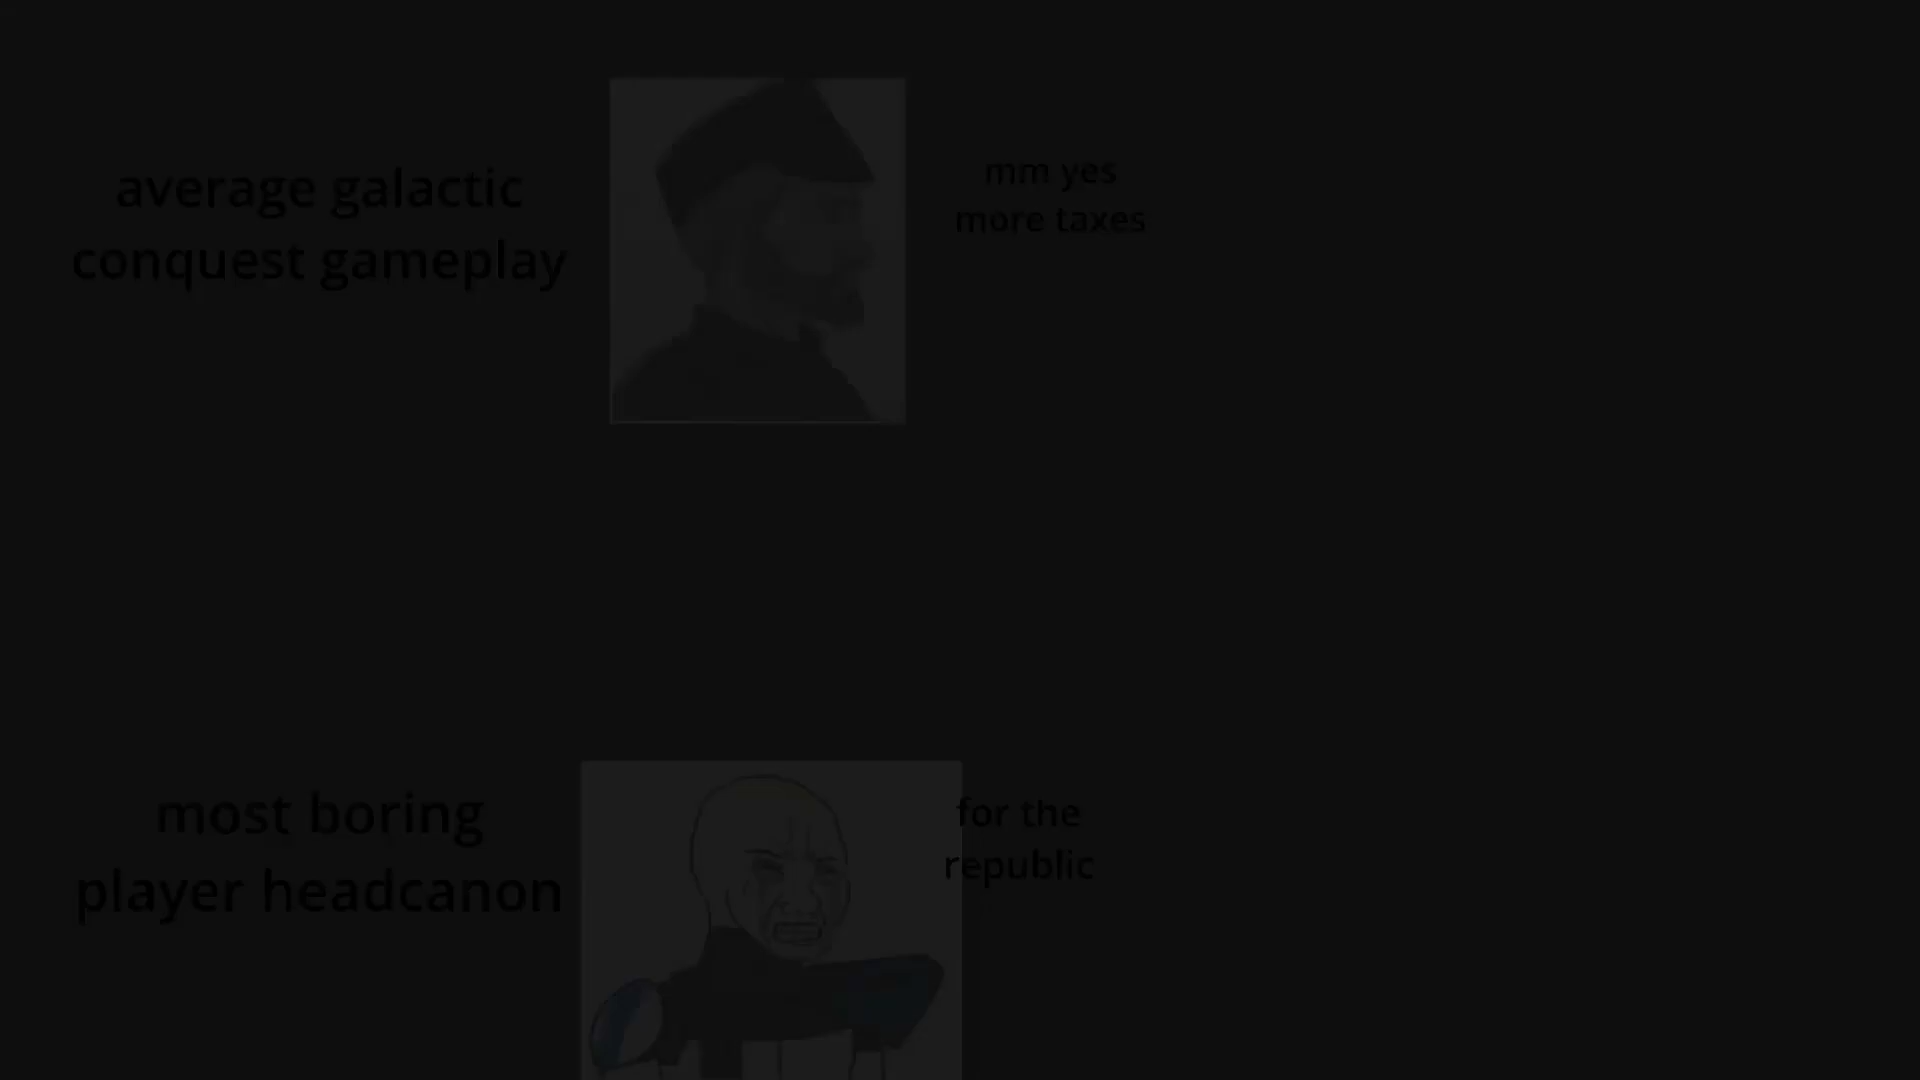 average galactic
conquest gameplay
mm yes
more taxes
most boring
player headcanon
for the
republic